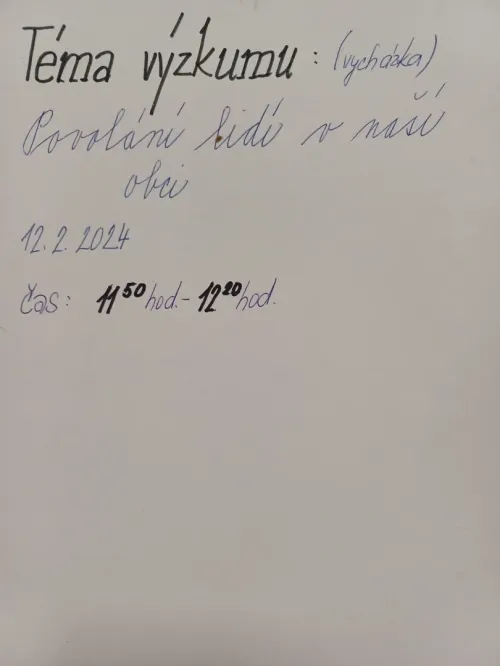 Téma výzkumu: (vycházka)
Povolání lidí v naší
obci
12. 2. 2024
Čas: 11⁵⁰ hod. - 12²⁰ hod.